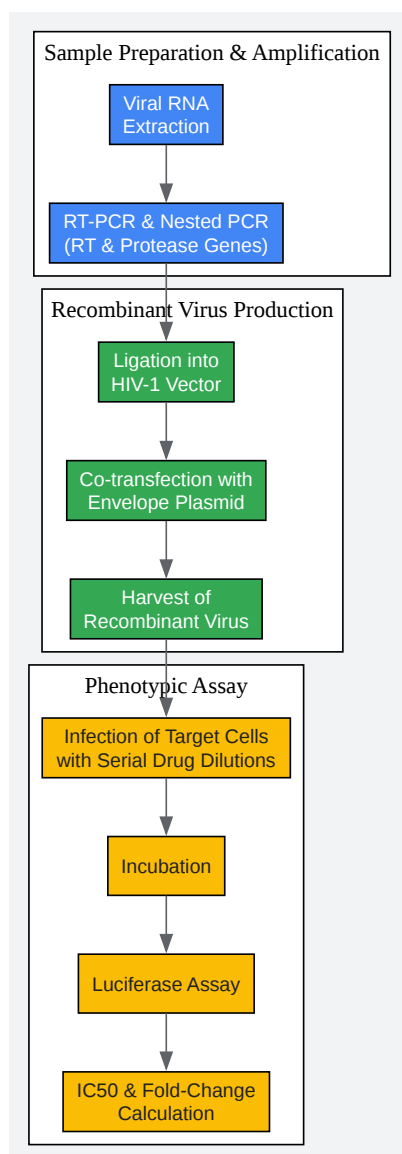 Sample Preparation & Amplification
Viral RNA
Extraction
RT-PCR & Nested PCR
(RT & Protease Genes)
Recombinant Virus Production
Ligation into
HIV-1 Vector
Co-transfection with
Envelope Plasmid
Harvest of
Recombinant Virus
Phenotypic Assay
Infection of Target Cells
with Serial Drug Dilutions
Incubation
Luciferase Assay
IC50 & Fold-Change
Calculation